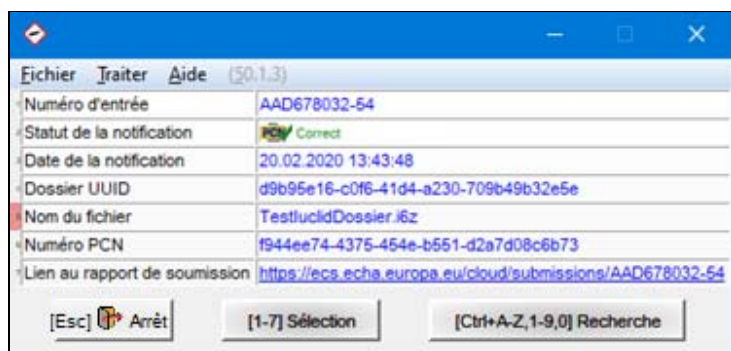 Fichier Traiter Aide (50.1.3)
Numéro d'entrée AAD678032-54
Statut de la notification PCN Correct
Date de la notification 20.02.2020 13:43:48
Dossier UUID d9b95e16-c0f6-41d4-a230-709b49b32e5e
Nom du fichier TestIuclidDossier.i6z
Numéro PCN f944ee74-4375-454e-b551-d2a7d08c6b73
Lien au rapport de soumission https://ecs.echa.europa.eu/cloud/submissions/AAD678032-54
[Esc] Arrêt [1-7] Sélection [Ctrl+A-Z,1-9,0] Recherche